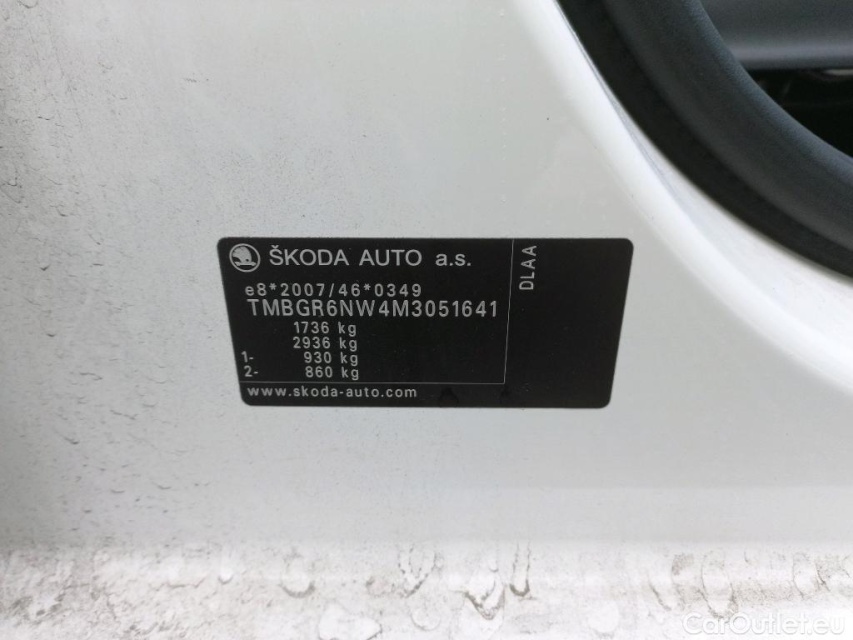 ŠKODA AUTO a.s.
e8*2007/46*0349
TMBGR6NW4M3051641
1736 kg
2936 kg
1- 930 kg
2- 860 kg
www.skoda-auto.com
DLAA
CarOutlet.eu